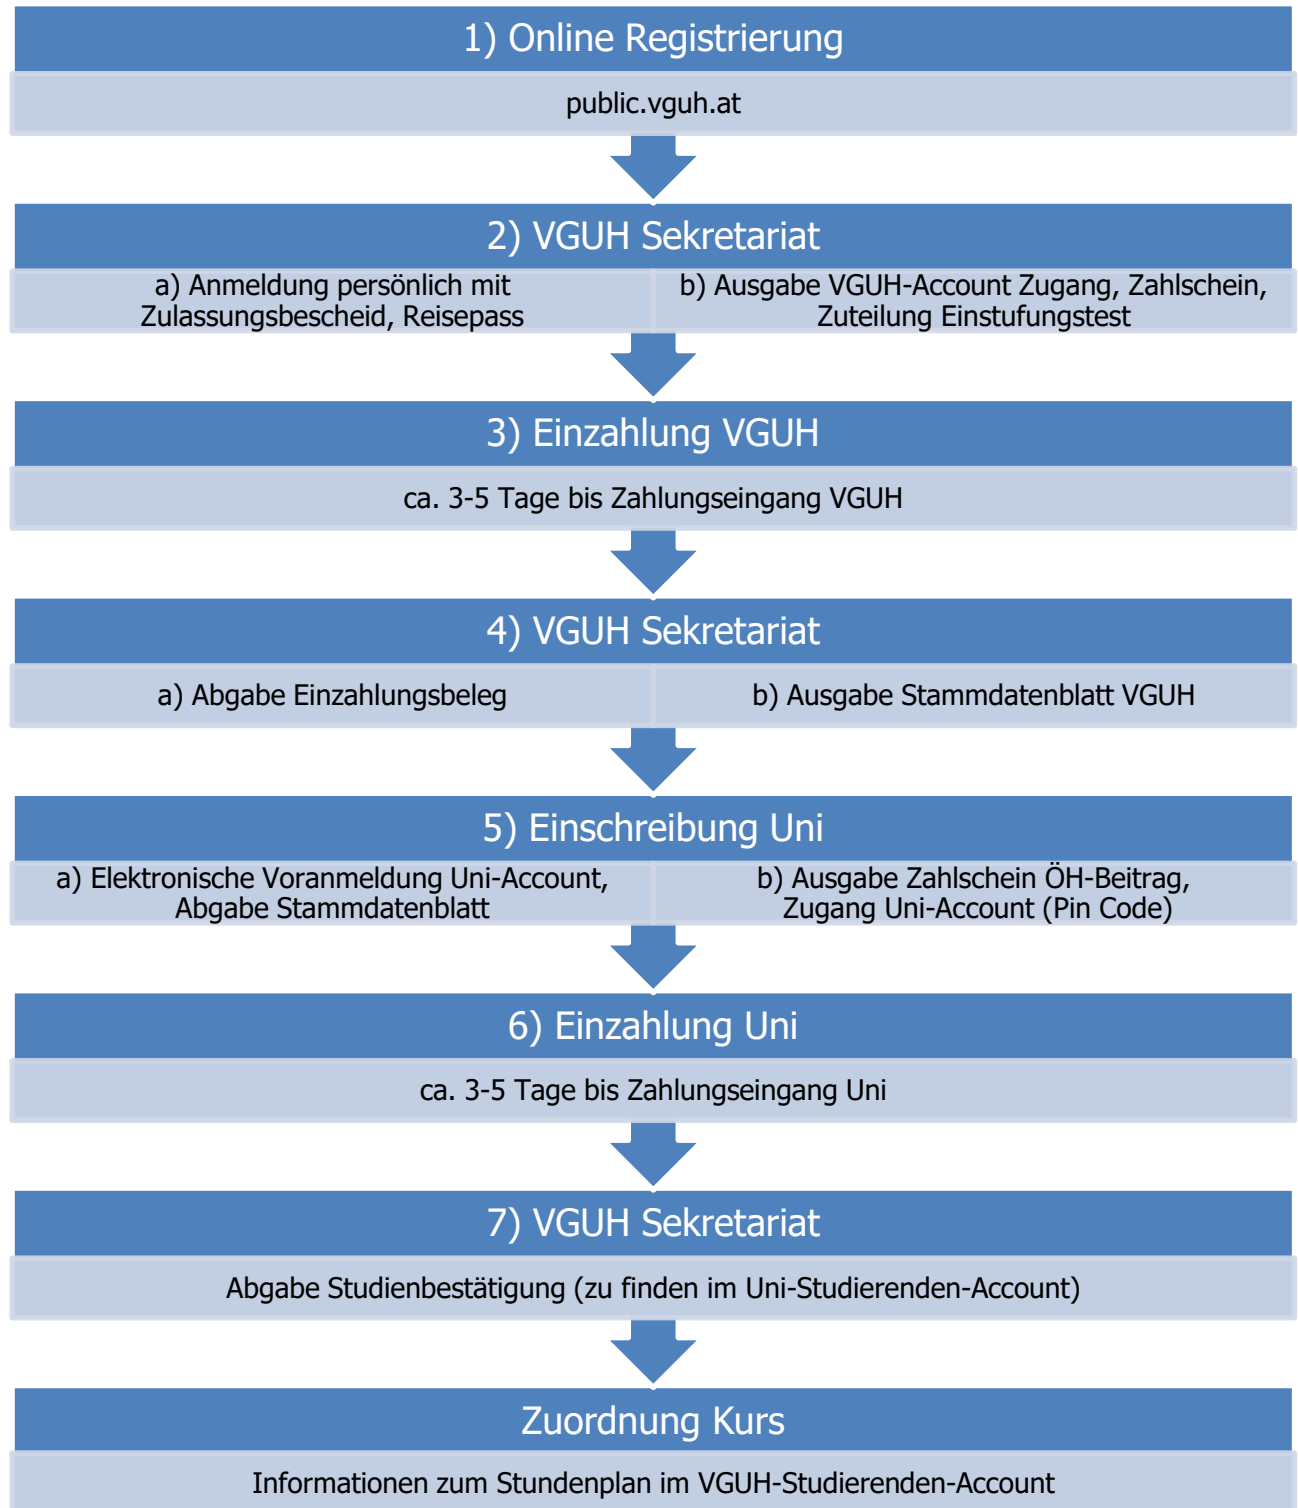 1) Online Registrierung
public.vguh.at
2) VGUH Sekretariat
a) Anmeldung persönlich mit
Zulassungsbescheid, Reisepass
b) Ausgabe VGUH-Account Zugang, Zahlschein,
Zuteilung Einstufungstest
3) Einzahlung VGUH
ca. 3-5 Tage bis Zahlungseingang VGUH
4) VGUH Sekretariat
a) Abgabe Einzahlungsbeleg
b) Ausgabe Stammdatenblatt VGUH
5) Einschreibung Uni
a) Elektronische Voranmeldung Uni-Account,
Abgabe Stammdatenblatt
b) Ausgabe Zahlschein ÖH-Beitrag,
Zugang Uni-Account (Pin Code)
6) Einzahlung Uni
ca. 3-5 Tage bis Zahlungseingang Uni
7) VGUH Sekretariat
Abgabe Studienbestätigung (zu finden im Uni-Studierenden-Account)
Zuordnung Kurs
Informationen zum Stundenplan im VGUH-Studierenden-Account